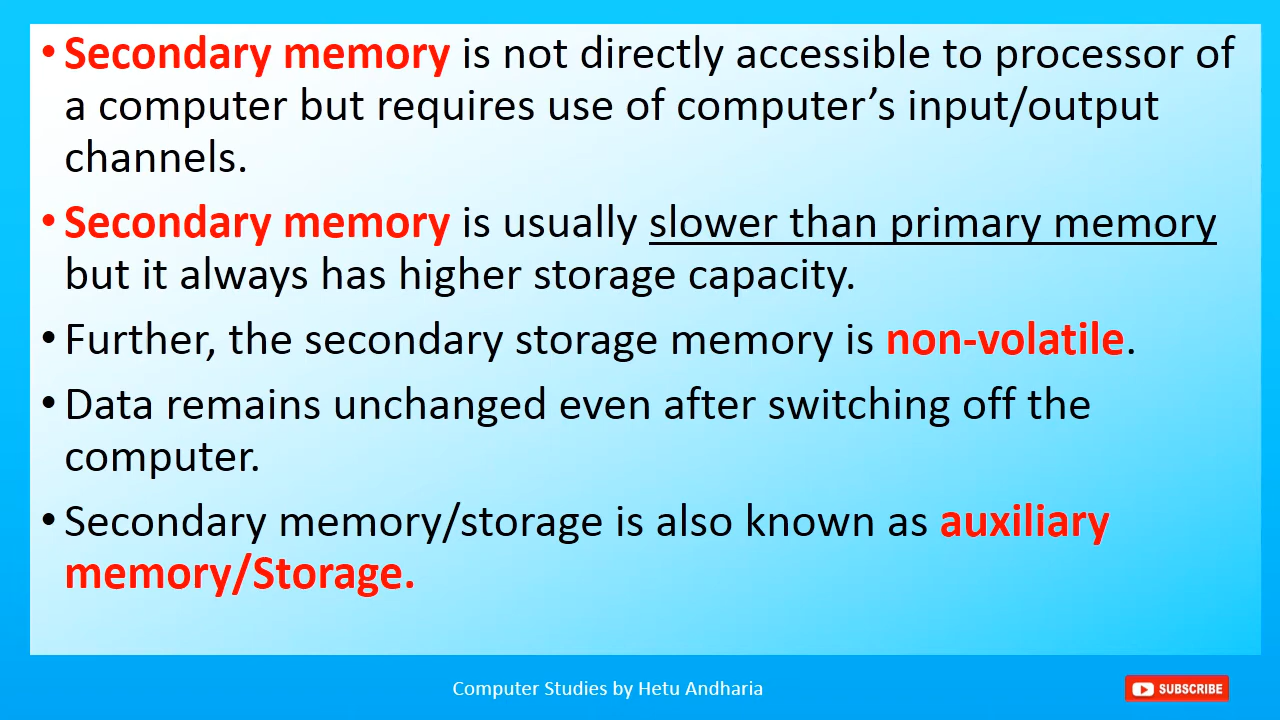 • Secondary memory is not directly accessible to processor of
a computer but requires use of computer’s input/output
channels.
• Secondary memory is usually slower than primary memory
but it always has higher storage capacity.
• Further, the secondary storage memory is non-volatile.
• Data remains unchanged even after switching off the
computer.
• Secondary memory/storage is also known as auxiliary
memory/Storage.
Computer Studies by Hetu Andharia
SUBSCRIBE